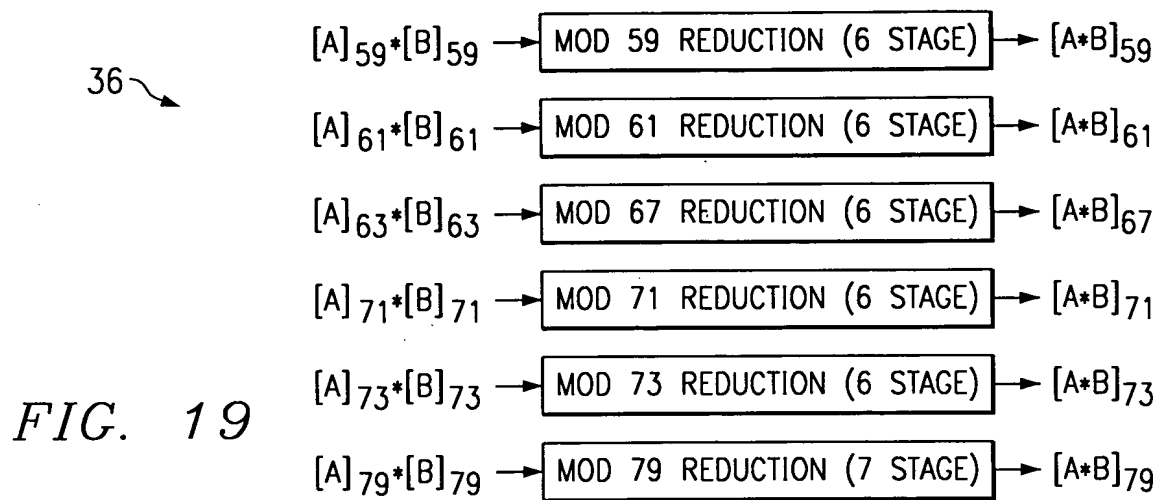 [A]59*[B]59 MOD 59 REDUCTION (6 STAGE) [A*B]59
36
[A]61*[B]61 MOD 61 REDUCTION (6 STAGE) [A*B]61
[A]63*[B]63 MOD 67 REDUCTION (6 STAGE) [A*B]67
[A]71*[B]71 MOD 71 REDUCTION (6 STAGE) [A*B]71
[A]73*[B]73 MOD 73 REDUCTION (6 STAGE) [A*B]73
FIG. 19
[A]79*[B]79 MOD 79 REDUCTION (7 STAGE) [A*B]79